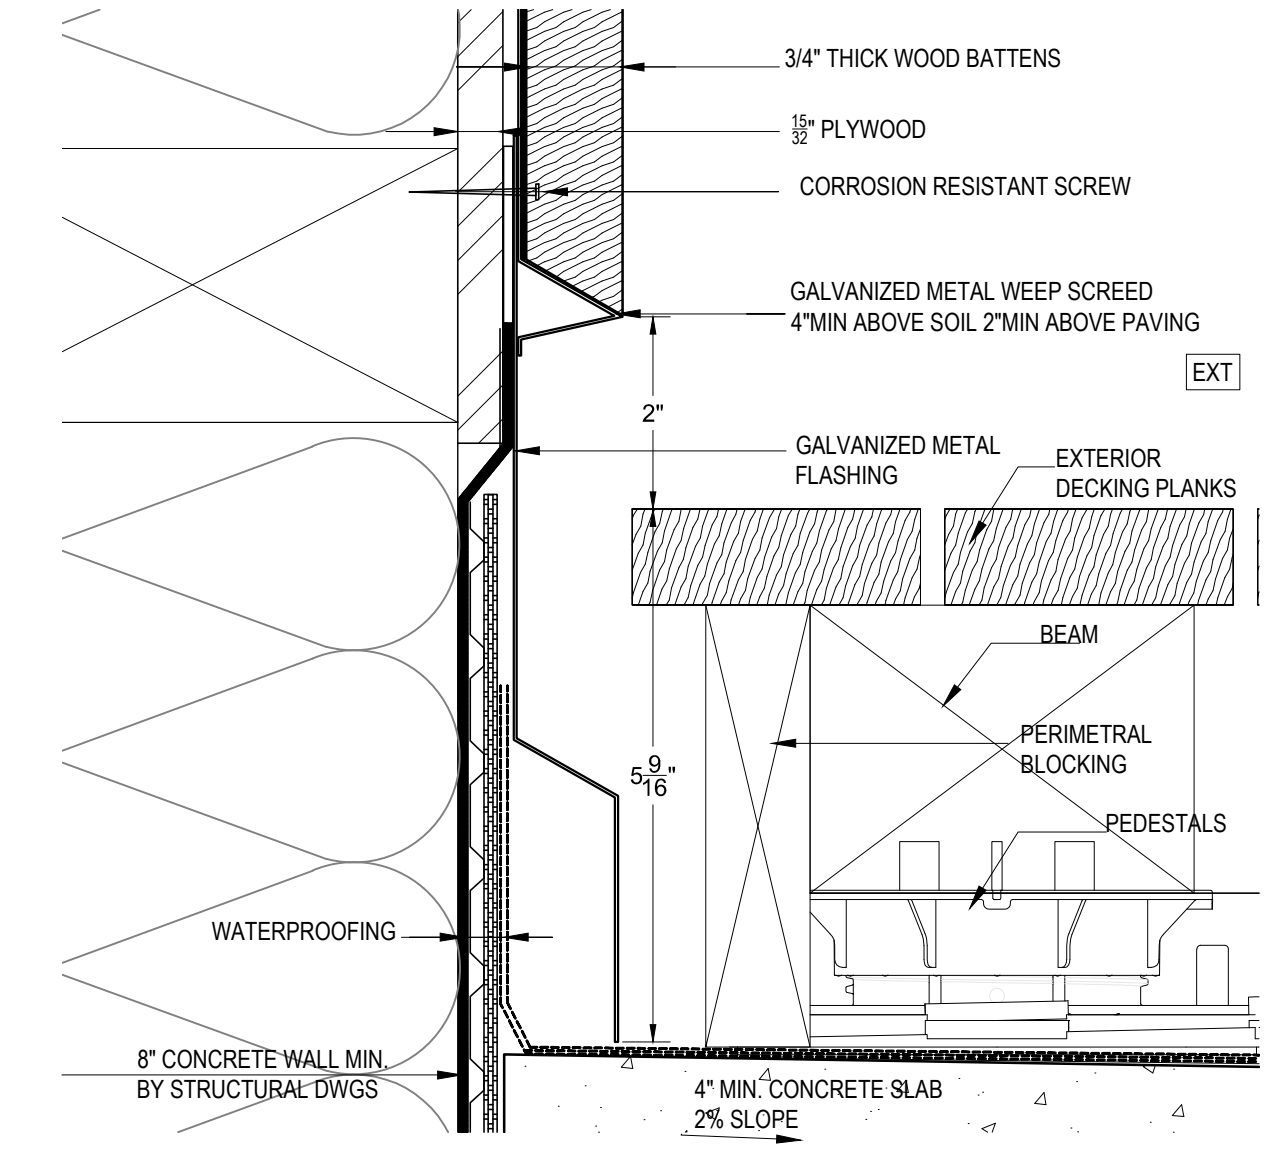 3/4" THICK WOOD BATTENS
15/32" PLYWOOD
CORROSION RESISTANT SCREW
GALVANIZED METAL WEEP SCREED
4"MIN ABOVE SOIL 2"MIN ABOVE PAVING
EXT
2"
GALVANIZED METAL
FLASHING
EXTERIOR
DECKING PLANKS
BEAM
PERIMETRAL
BLOCKING
5 9/16"
PEDESTALS
WATERPROOFING
8" CONCRETE WALL MIN.
BY STRUCTURAL DWGS
4" MIN. CONCRETE SLAB
2% SLOPE